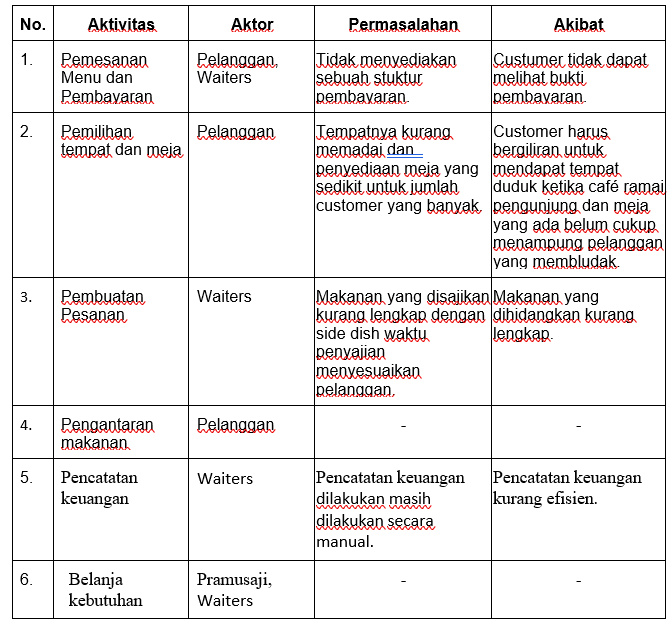 No. Aktivitas Aktor Permasalahan Akibat
1. Pemesanan Menu dan Pembayaran Pelanggan, Waiters Tidak menyediakan sebuah stuktur pembayaran. Custumer tidak dapat melihat bukti pembayaran.
2. Pemilihan tempat dan meja Pelanggan Tempatnya kurang memadai dan penyediaan meja yang sedikit untuk jumlah customer yang banyak. Customer harus bergiliran untuk mendapat tempat duduk ketika café ramai pengunjung dan meja yang ada belum cukup menampung pelanggan yang membludak.
3. Pembuatan Pesanan Waiters Makanan yang disajikan kurang lengkap dengan side dish waktu penyajian menyesuaikan pelanggan. Makanan yang dihidangkan kurang lengkap.
4. Pengantaran makanan Pelanggan - -
5. Pencatatan keuangan Waiters Pencatatan keuangan dilakukan masih dilakukan secara manual. Pencatatan keuangan kurang efisien.
6. Belanja kebutuhan Pramusaji, Waiters - -